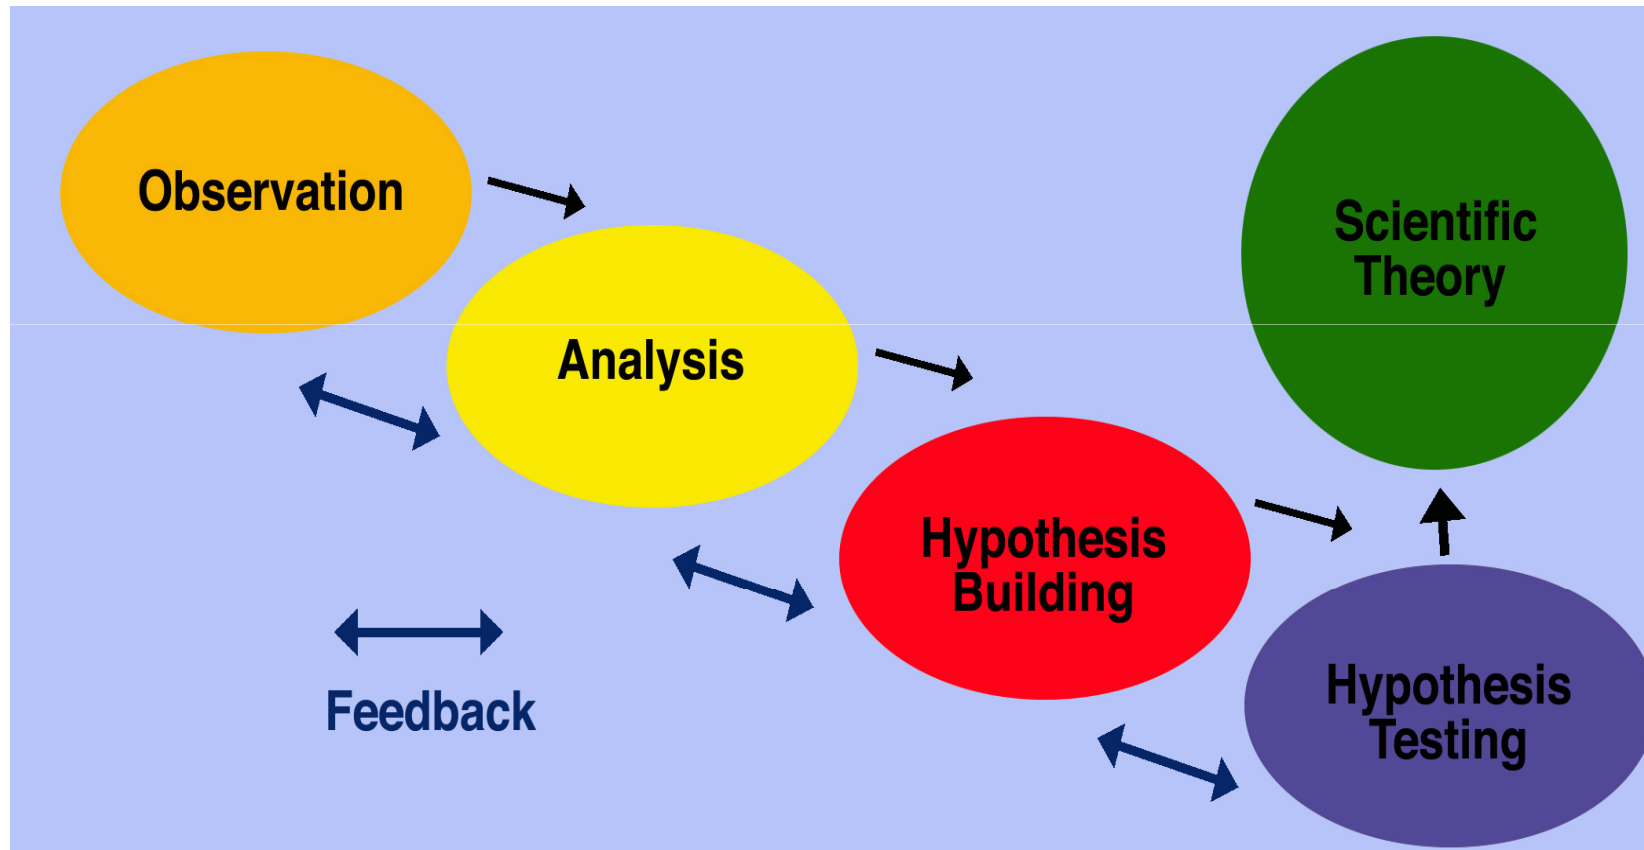 Observation
Analysis
Hypothesis
Building
Hypothesis
Testing
Scientific
Theory
Feedback